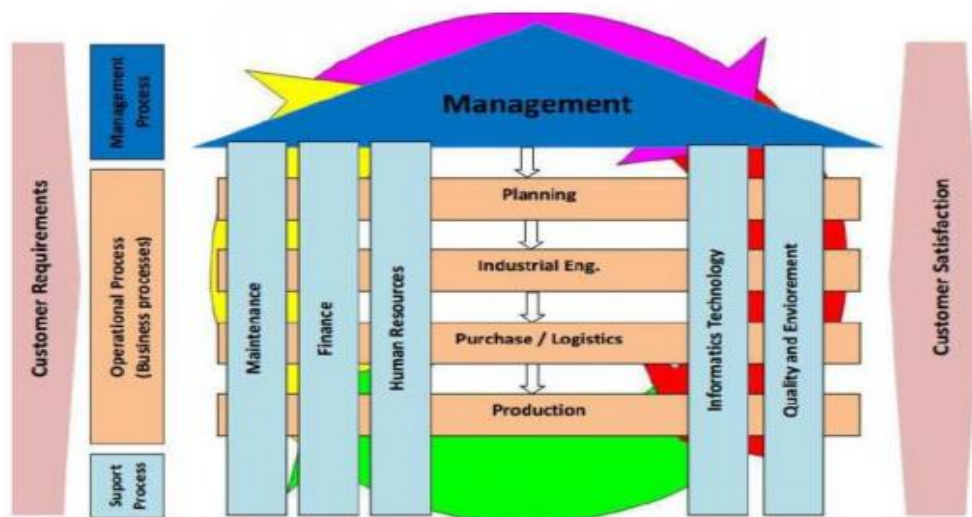 Customer Requirements
Management
Process
Operational Process
(Business processes)
Suport
Process
Management
Planning
Industrial Eng.
Purchase / Logistics
Production
Maintenance
Finance
Human Resources
Informatics Technology
Quality and Enviorement
Customer Satisfaction